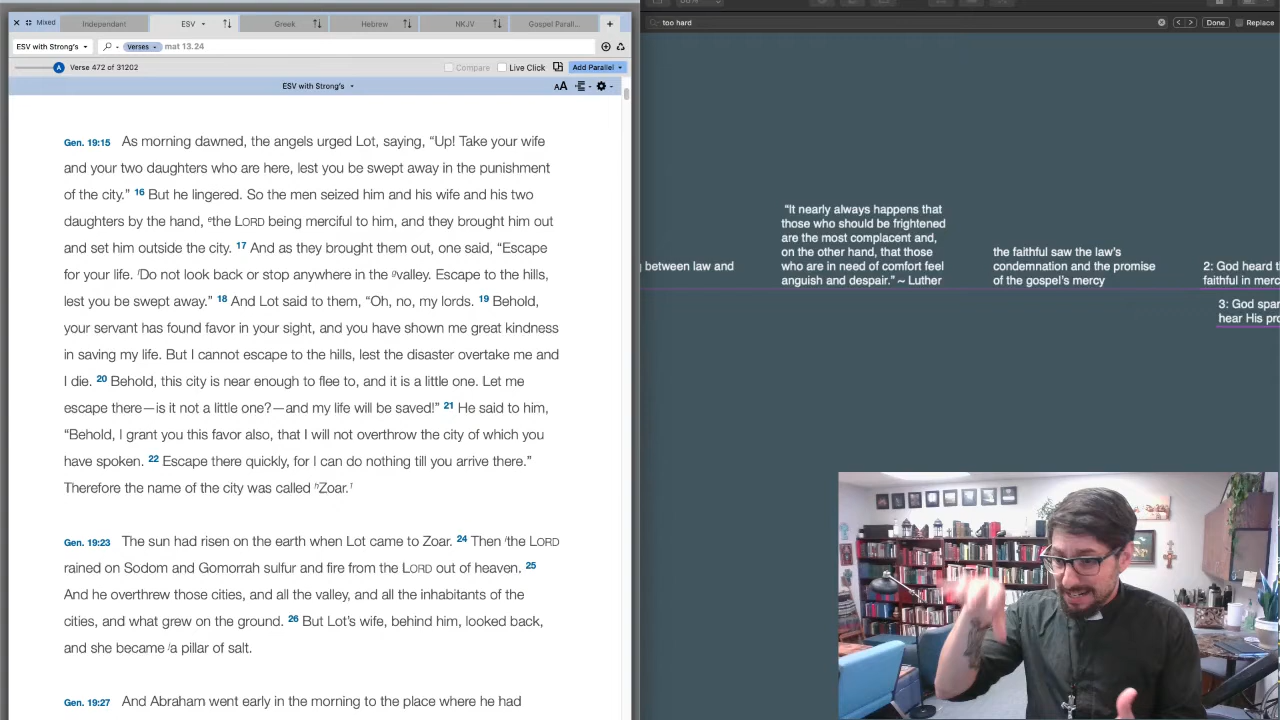 Mixed
Independent
ESV
Greek
Hebrew
NKJV
Gospel Parall...
+
ESV with Strong's
Verses
mat 13.24
Verse 472 of 31202
Compare
Live Click
Add Parallel
ESV with Strong's
AA
Gen. 19:15 As morning dawned, the angels urged Lot, saying, “Up! Take your wife
and your two daughters who are here, lest you be swept away in the punishment
of the city.” 16 But he lingered. So the men seized him and his wife and his two
daughters by the hand, ethe LORD being merciful to him, and they brought him out
and set him outside the city. 17 And as they brought them out, one said, “Escape
for your life. fDo not look back or stop anywhere in the gvalley. Escape to the hills,
lest you be swept away.” 18 And Lot said to them, “Oh, no, my lords. 19 Behold,
your servant has found favor in your sight, and you have shown me great kindness
in saving my life. But I cannot escape to the hills, lest the disaster overtake me and
I die. 20 Behold, this city is near enough to flee to, and it is a little one. Let me
escape there—is it not a little one?—and my life will be saved!” 21 He said to him,
“Behold, I grant you this favor also, that I will not overthrow the city of which you
have spoken. 22 Escape there quickly, for I can do nothing till you arrive there.”
Therefore the name of the city was called hZoar.
Gen. 19:23 The sun had risen on the earth when Lot came to Zoar. 24 Then the LORD
rained on Sodom and Gomorrah sulfur and fire from the LORD out of heaven. 25
And he overthrew those cities, and all the valley, and all the inhabitants of the
cities, and what grew on the ground. 26 But Lot's wife, behind him, looked back,
and she became a pillar of salt.
Gen. 19:27 And Abraham went early in the morning to the place where he had
too hard
Done
Replace
between law and
“It nearly always happens that
those who should be frightened
are the most complacent and,
on the other hand, that those
who are in need of comfort feel
anguish and despair.” ~ Luther
the faithful saw the law's
condemnation and the promise
of the gospel's mercy
2: God heard
faithful in
3: God
hear His